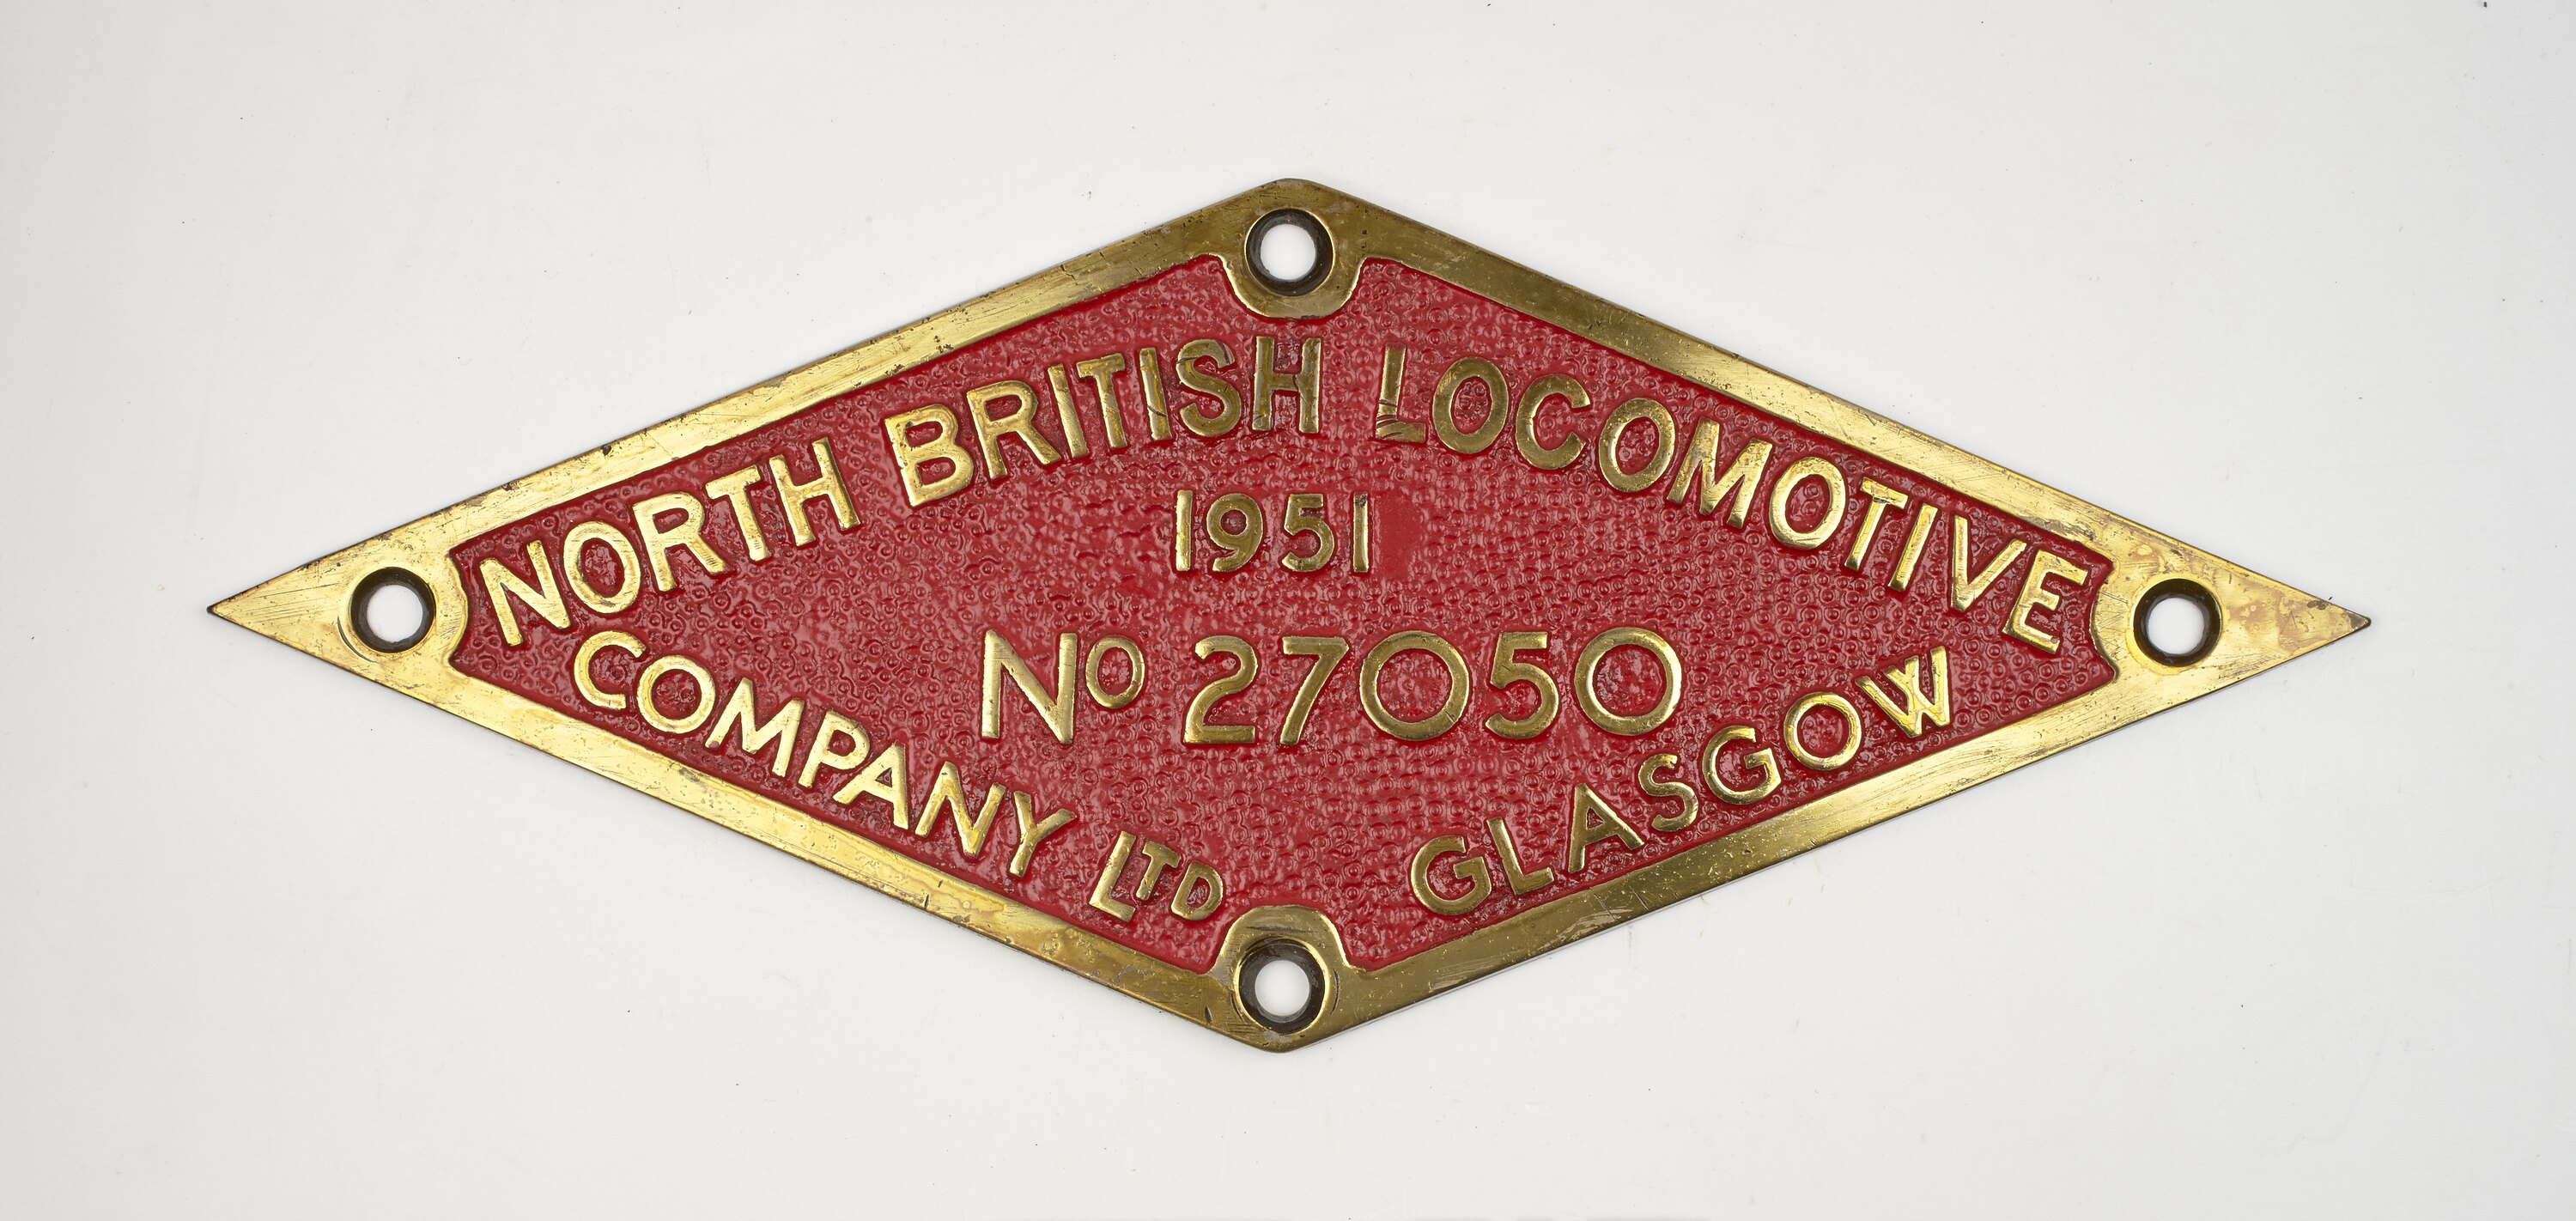 NORTH BRITISH LOCOMOTIVE
1951
No 27050
COMPANY LTD
GLASGOW